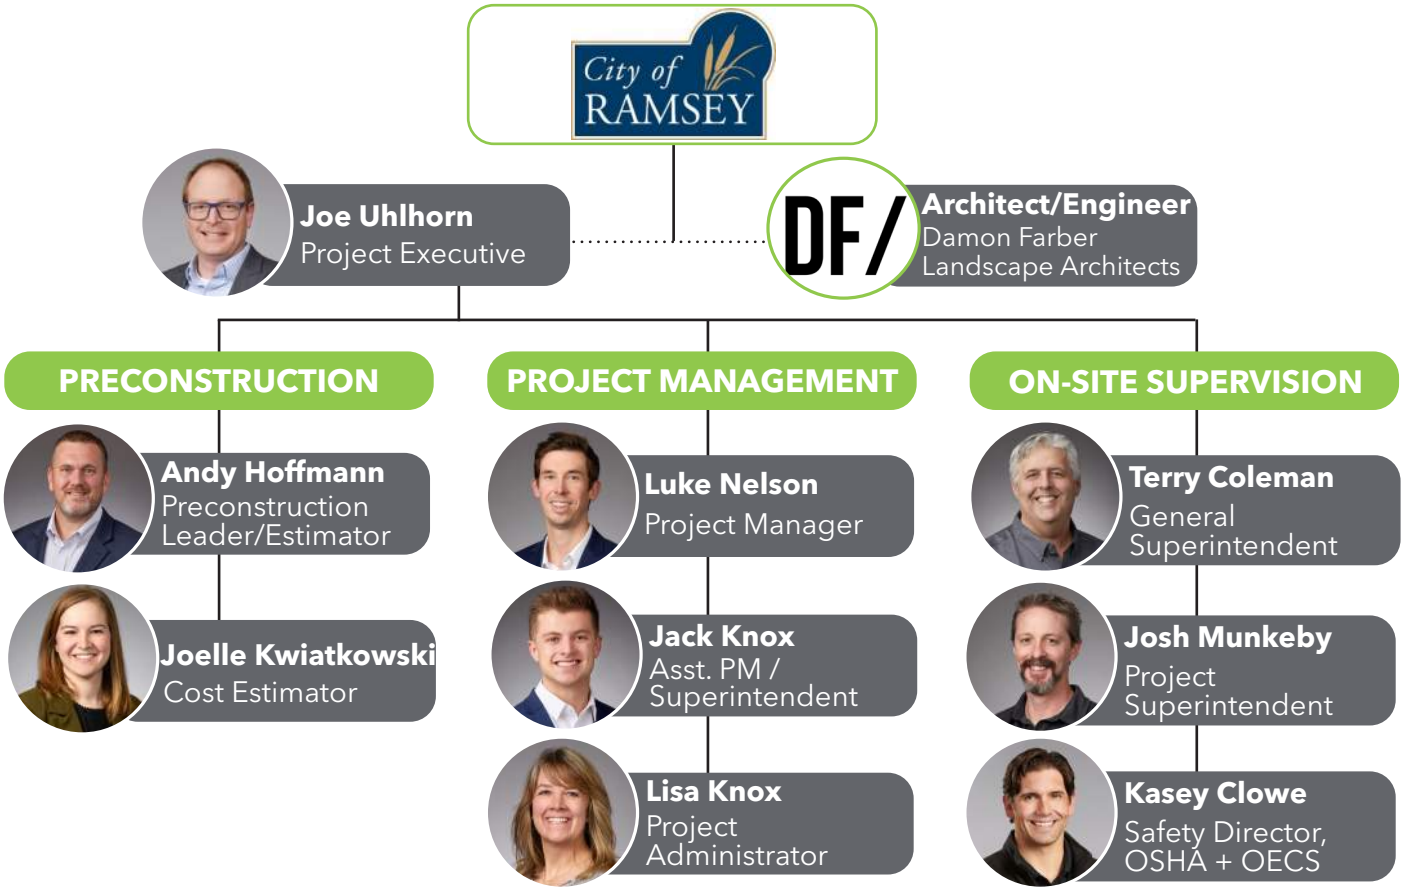 City of
RAMSEY
Joe Uhlhorn
Project Executive
DF/
Architect/Engineer
Damon Farber
Landscape Architects
PRECONSTRUCTION
Andy Hoffmann
Preconstruction
Leader/Estimator
Joelle Kwiatkowski
Cost Estimator
PROJECT MANAGEMENT
Luke Nelson
Project Manager
Jack Knox
Asst. PM /
Superintendent
Lisa Knox
Project
Administrator
ON-SITE SUPERVISION
Terry Coleman
General
Superintendent
Josh Munkeby
Project
Superintendent
Kasey Clowe
Safety Director,
OSHA + OECS